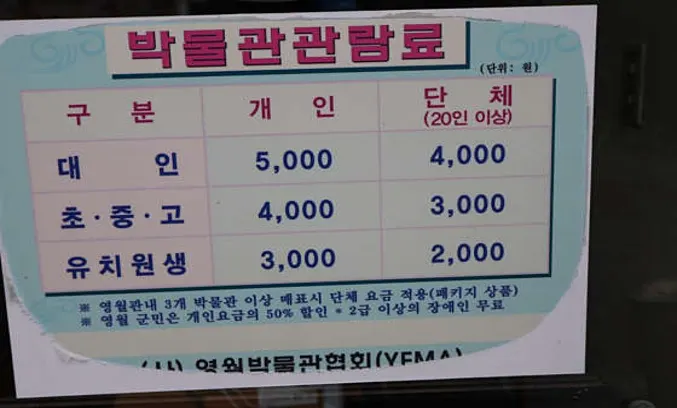 박물관관람료
(단위: 원)
구 분 개 인 단 체
(20인 이상)
대 인 5,000 4,000
초·중·고 4,000 3,000
유치원생 3,000 2,000
※ 영월관내 3개 박물관 이상 매표시 단체 요금 적용(패키지 상품)
※ 영월 군민은 개인요금의 50% 할인 * 2급 이상의 장애인 무료
(사) 영월박물관협회(YEMA)